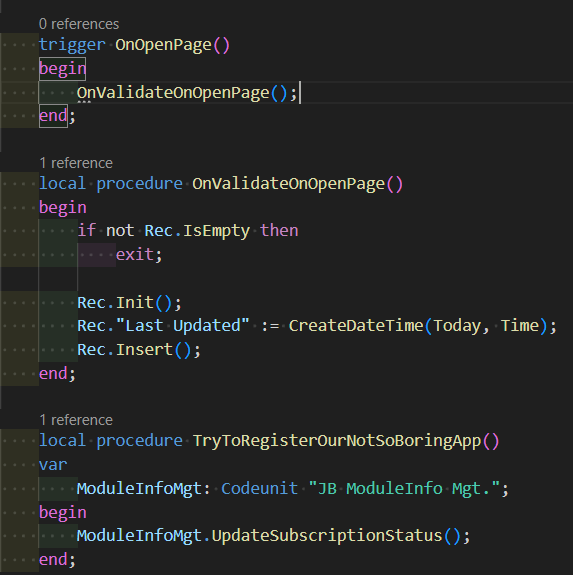 0 references
trigger OnOpenPage()
begin
OnValidateOnOpenPage();
end;
1 reference
local procedure OnValidateOnOpenPage()
begin
if not Rec.IsEmpty then
exit;
Rec.Init();
Rec."Last Updated" := CreateDateTime(Today, Time);
Rec.Insert();
end;
1 reference
local procedure TryToRegisterOurNotSoBoringApp()
var
ModuleInfoMgt: Codeunit "JB ModuleInfo Mgt.";
begin
ModuleInfoMgt.UpdateSubscriptionStatus();
end;